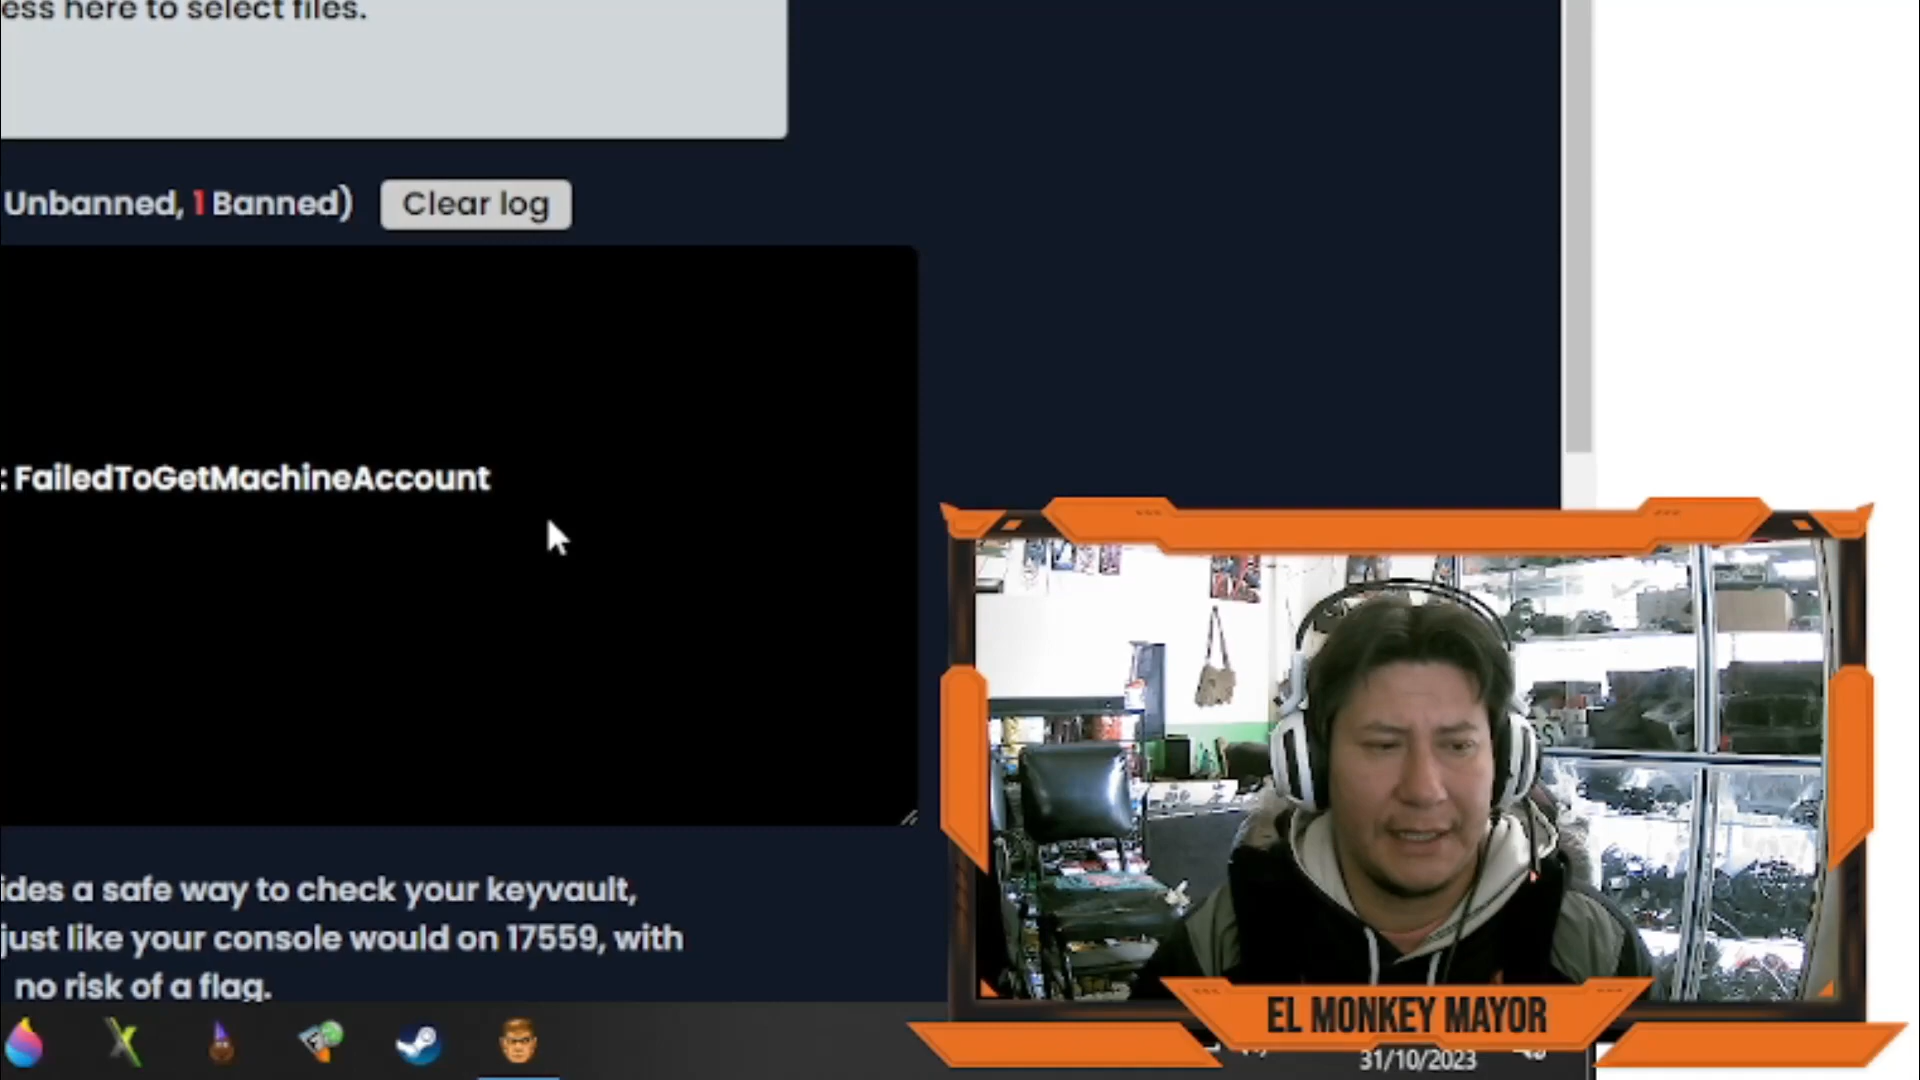 ess here to select files.
Unbanned, 1 Banned)
Clear log
: FailedToGetMachineAccount
ides a safe way to check your keyvault,
just like your console would on 17559, with
no risk of a flag.
EL MONKEY MAYOR
31/10/2023